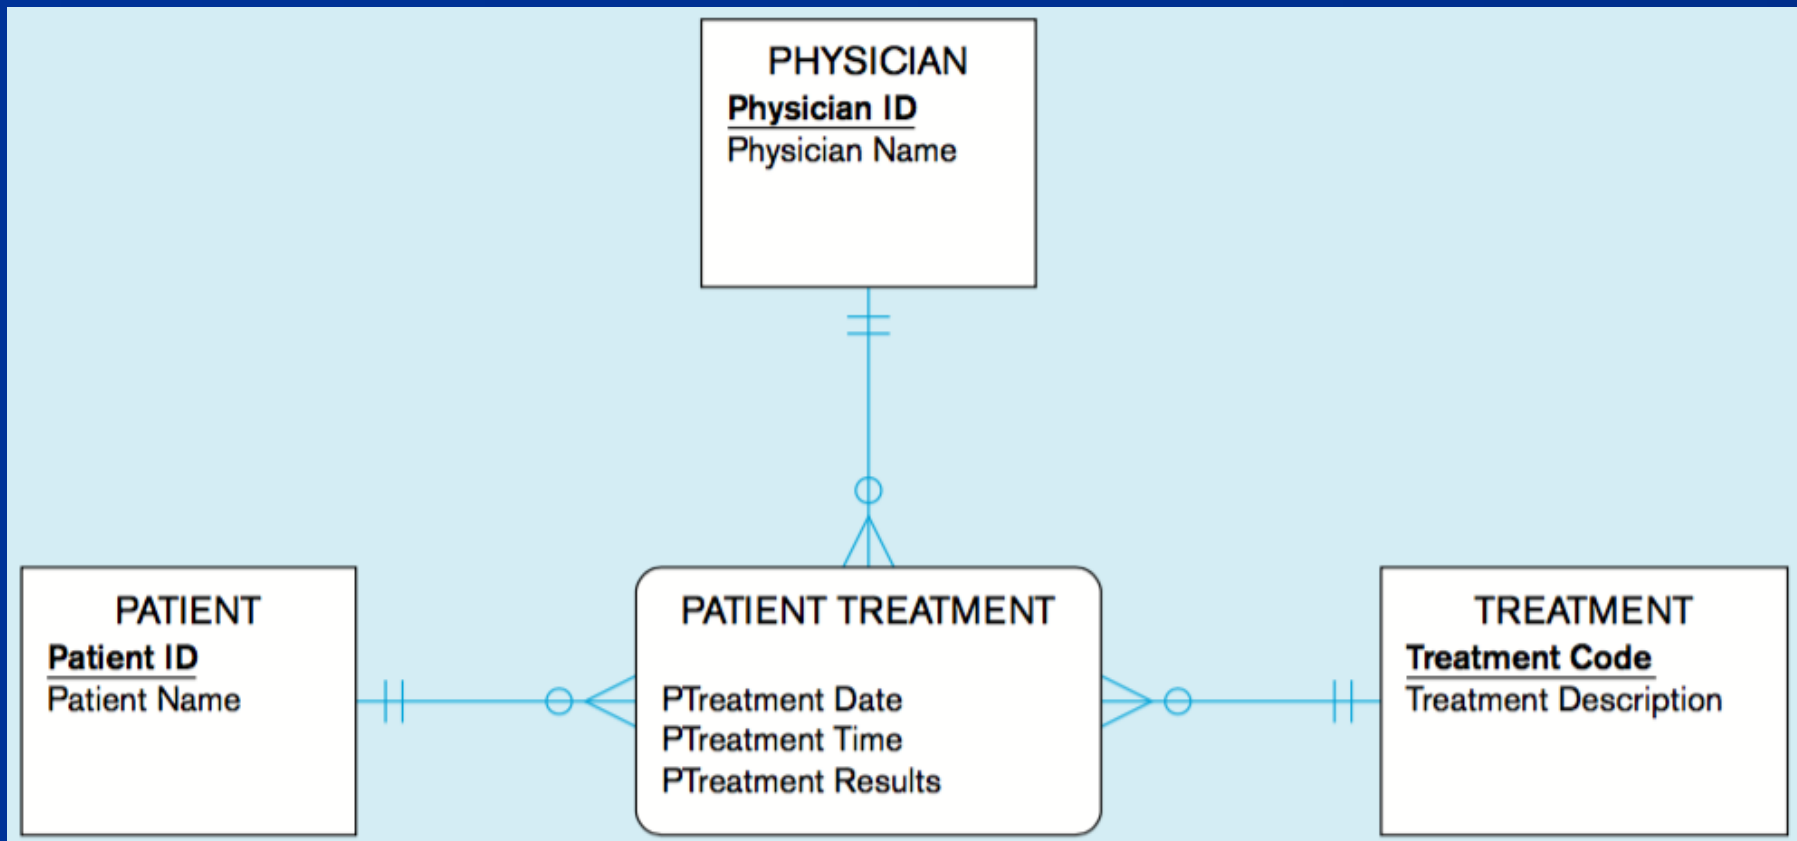 PHYSICIAN
Physician ID
Physician Name
PATIENT
Patient ID
Patient Name
PATIENT TREATMENT
PTreatment Date
PTreatment Time
PTreatment Results
TREATMENT
Treatment Code
Treatment Description